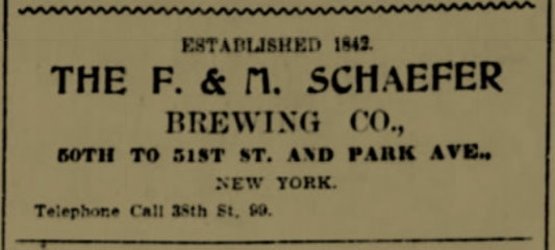 ESTABLISHED 1842.
THE F. & M. SCHAEFER
BREWING CO.,
50TH TO 51ST ST. AND PARK AVE.,
NEW YORK.
Telephone Call 38th St, 99.